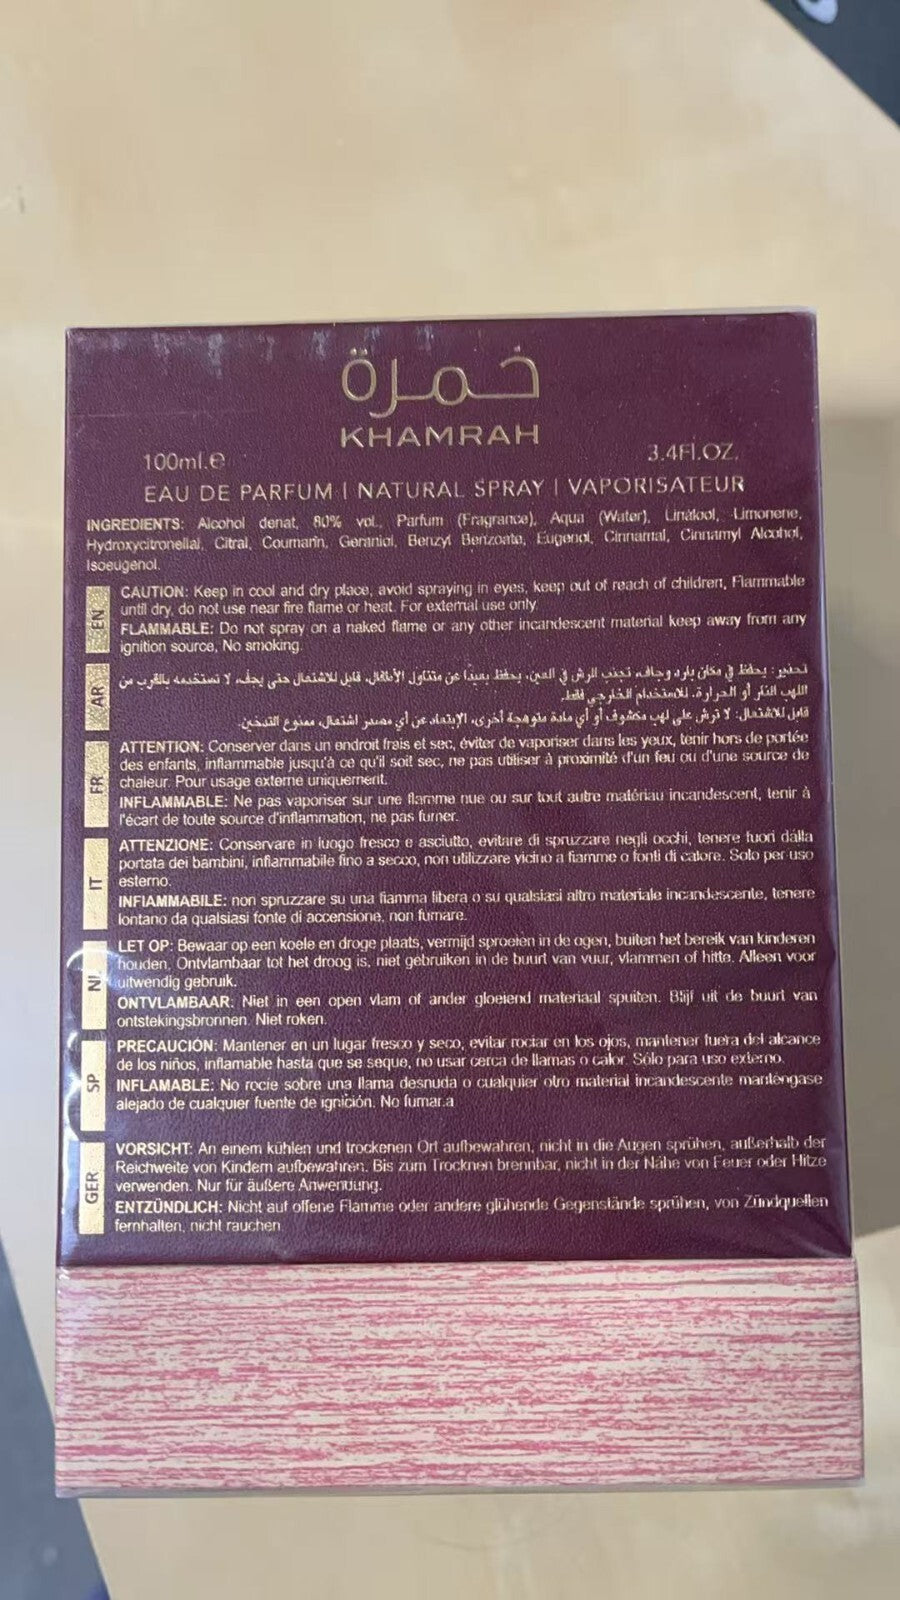 خمرة
KHAMRAH
100ml.e 3.4Fl.OZ.
EAU DE PARFUM | NATURAL SPRAY | VAPORISATEUR
INGREDIENTS: Alcohol denat, 80% vol., Parfum (Fragrance), Aqua (Water), Linalool, Limonene,
Hydroxycitronellal, Citral, Coumarin, Geraniol, Benzyl Benzoate, Eugenol, Cinnamal, Cinnamyl Alcohol,
Isoeugenol.
EN
CAUTION: Keep in cool and dry place, avoid spraying in eyes, keep out of reach of children, Flammable
until dry, do not use near fire flame or heat. For external use only.
FLAMMABLE: Do not spray on a naked flame or any other incandescent material keep away from any
ignition source, No smoking.
AR
تحذير: يحفظ في مكان بارد وجاف، تجنب الرش في العين، يحفظ بعيدًا عن متناول الأطفال، قابل للاشتعال حتى يجف، لا تستخدمه بالقرب من
اللهب النار أو الحرارة. للاستخدام الخارجي فقط.
قابل للاشتعال: لا ترش على لهب مكشوف أو أي مادة متوهجة أخرى، الإبتعاد عن أي مصدر اشتعال، ممنوع التدخين.
FR
ATTENTION: Conserver dans un endroit frais et sec, éviter de vaporiser dans les yeux, tenir hors de portée
des enfants, inflammable jusqu'à ce qu'il soit sec, ne pas utiliser à proximité d'un feu ou d'une source de
chaleur. Pour usage externe uniquement.
INFLAMMABLE: Ne pas vaporiser sur une flamme nue ou sur tout autre matériau incandescent, tenir à
l'écart de toute source d'inflammation, ne pas fumer.
IT
ATTENZIONE: Conservare in luogo fresco e asciutto, evitare di spruzzare negli occhi, tenere fuori dalla
portata dei bambini, infiammabile fino a secco, non utilizzare vicino a fiamme o fonti di calore. Solo per uso
esterno.
INFIAMMABILE: non spruzzare su una fiamma libera o su qualsiasi altro materiale incandescente, tenere
lontano da qualsiasi fonte di accensione, non fumare.
NL
LET OP: Bewaar op een koele en droge plaats, vermijd sproeien in de ogen, buiten het bereik van kinderen
houden, Ontvlambaar tot het droog is, niet gebruiken in de buurt van vuur, vlammen of hitte. Alleen voor
uitwendig gebruik.
ONTVLAMBAAR: Niet in een open vlam of ander gloeiend materiaal spuiten. Blijf uit de buurt van
ontstekingsbronnen. Niet roken.
SP
PRECAUCIÓN: Mantener en un lugar fresco y seco, evitar rociar en los ojos, mantener fuera del alcance
de los niños, inflamable hasta que se seque, no usar cerca de llamas o calor. Sólo para uso externo.
INFLAMABLE: No rocíe sobre una llama desnuda o cualquier otro material incandescente manténgase
alejado de cualquier fuente de ignición. No fumar.a
GER
VORSICHT: An einem kühlen und trockenen Ort aufbewahren, nicht in die Augen sprühen, außerhalb der
Reichweite von Kindern aufbewahren. Bis zum Trocknen brennbar, nicht in der Nähe von Feuer oder Hitze
verwenden. Nur für äußere Anwendung.
ENTZÜNDLICH: Nicht auf offene Flamme oder andere glühende Gegenstände sprühen, von Zündquellen
fernhalten, nicht rauchen.